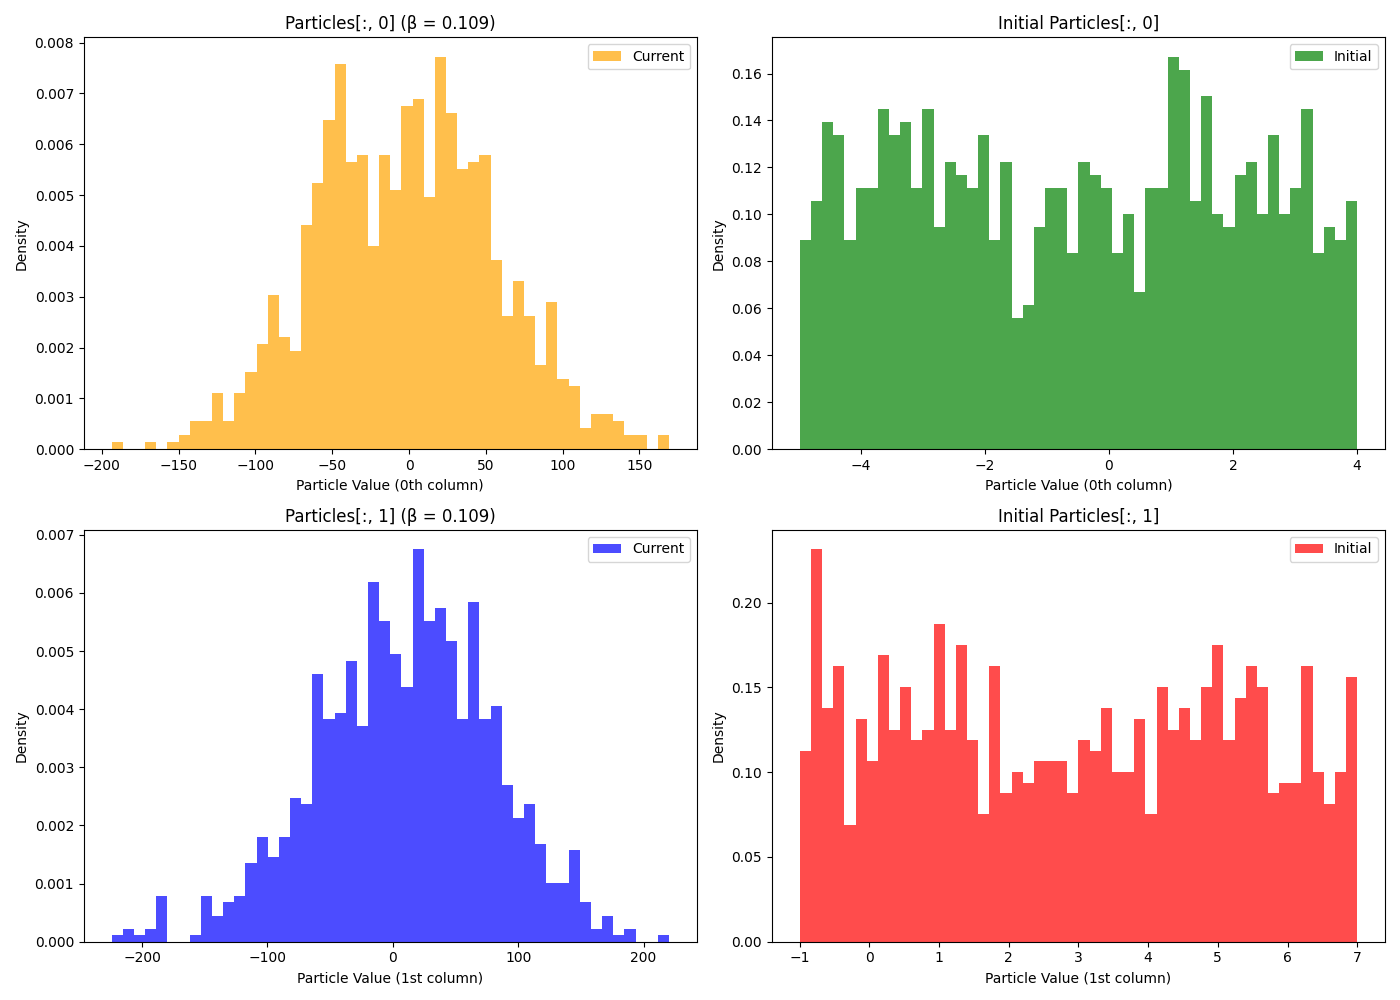 Particles[:, 0] (β = 0.109)
Current
Density
0.008
0.007
0.006
0.005
0.004
0.003
0.002
0.001
0.000
−200 −150 −100 −50 0 50 100 150
Particle Value (0th column)
Initial Particles[:, 0]
Initial
Density
0.16
0.14
0.12
0.10
0.08
0.06
0.04
0.02
0.00
−4 −2 0 2 4
Particle Value (0th column)
Particles[:, 1] (β = 0.109)
Current
Density
0.007
0.006
0.005
0.004
0.003
0.002
0.001
0.000
−200 −100 0 100 200
Particle Value (1st column)
Initial Particles[:, 1]
Initial
Density
0.20
0.15
0.10
0.05
0.00
−1 0 1 2 3 4 5 6 7
Particle Value (1st column)